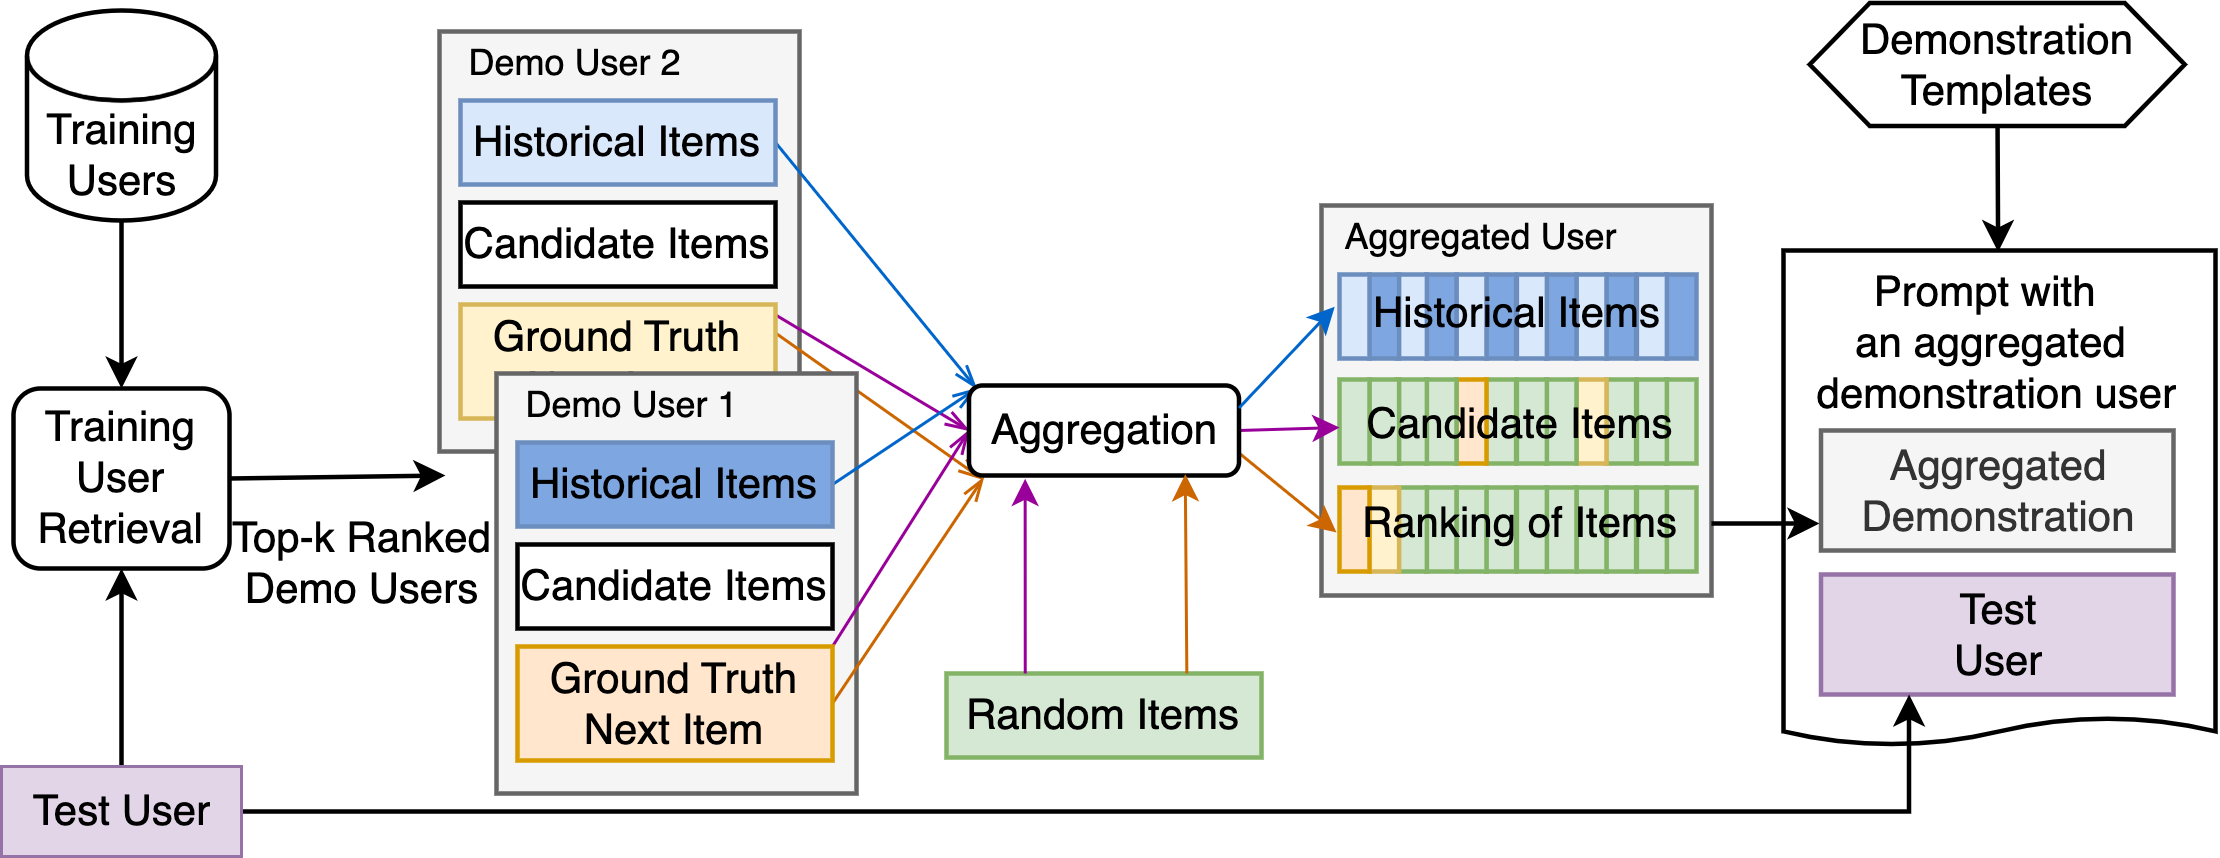 Training
Users
Training
User
Retrieval
Test User
Top-k Ranked
Demo Users
Demo User 2
Historical Items
Candidate Items
Ground Truth
Demo User 1
Historical Items
Candidate Items
Ground Truth
Next Item
Aggregation
Random Items
Aggregated User
Historical Items
Candidate Items
Ranking of Items
Demonstration
Templates
Prompt with
an aggregated
demonstration user
Aggregated
Demonstration
Test
User